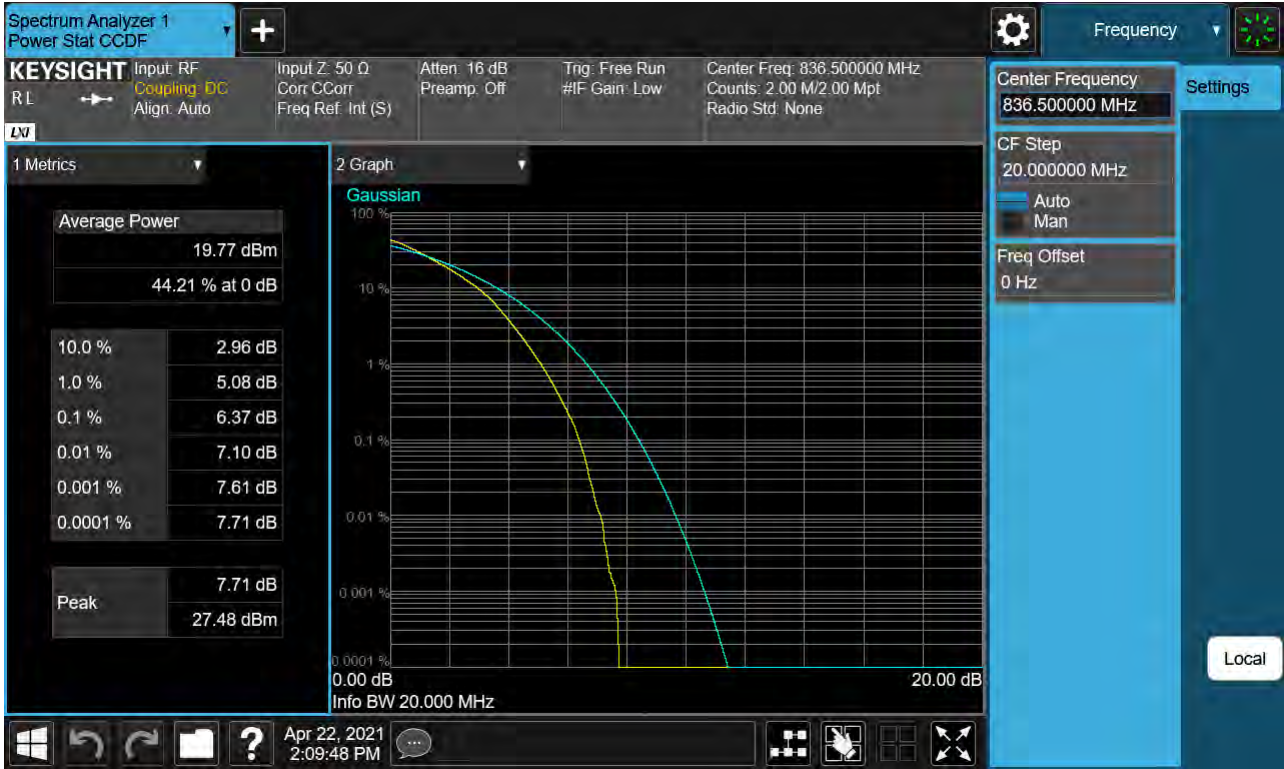 Spectrum Analyzer 1
Power Stat CCDF
Frequency
KEYSIGHT
R L
LXI
Input: RF
Coupling: DC
Align: Auto
Input Z: 50 Ω
Corr CCorr
Freq Ref: Int (S)
Atten: 16 dB
Preamp: Off
Trig: Free Run
#IF Gain: Low
Center Freq: 836.500000 MHz
Counts: 2.00 M/2.00 Mpt
Radio Std: None
Center Frequency
836.500000 MHz
Settings
CF Step
20.000000 MHz
Auto
Man
Freq Offset
0 Hz
1 Metrics
Average Power
19.77 dBm
44.21 % at 0 dB
10.0 % 2.96 dB
1.0 % 5.08 dB
0.1 % 6.37 dB
0.01 % 7.10 dB
0.001 % 7.61 dB
0.0001 % 7.71 dB
Peak
7.71 dB
27.48 dBm
2 Graph
Gaussian
100 %
10 %
1 %
0.1 %
0.01 %
0.001 %
0.0001 %
0.00 dB 20.00 dB
Info BW 20.000 MHz
Local
?
Apr 22, 2021
2:09:48 PM